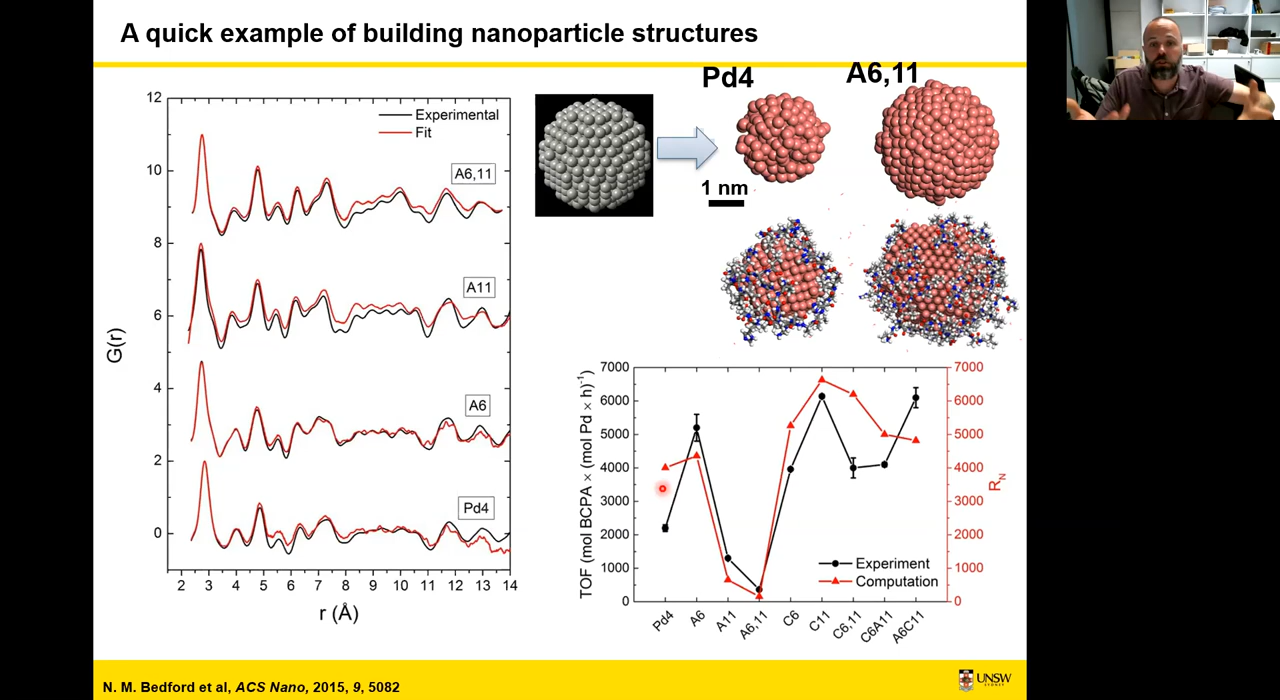 A quick example of building nanoparticle structures
12
10
8
6
4
2
0
G(r)
Experimental
Fit
A6,11
A11
A6
Pd4
2 3 4 5 6 7 8 9 10 11 12 13 14
r (Å)
Pd4
A6,11
1 nm
7000
6000
5000
4000
3000
2000
1000
0
TOF (mol BCPA × (mol Pd × h)⁻¹)
7000
6000
5000
4000
3000
2000
1000
0
R_N
Experiment
Computation
Pd4 A6 A11 A6,11 C6 C11 C6,11 C6A11 A6C11
N. M. Bedford et al, ACS Nano, 2015, 9, 5082
UNSW
SYDNEY